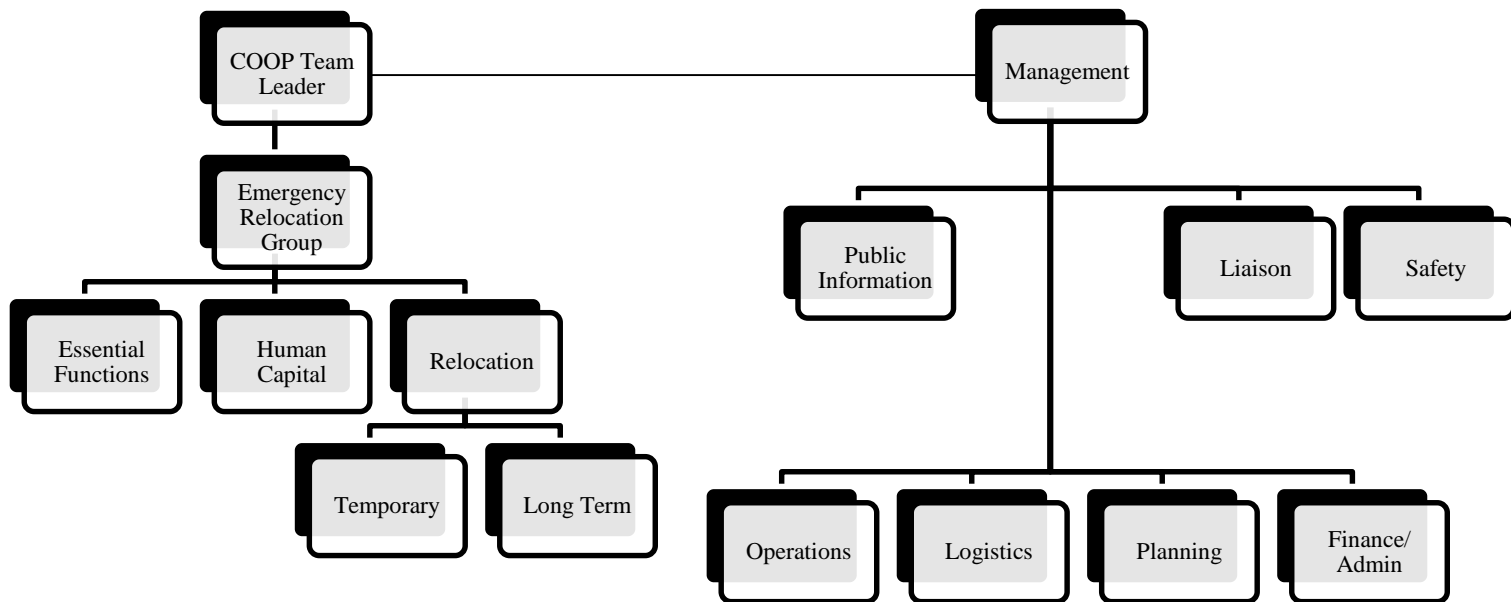 COOP Team
Leader
Management
Emergency
Relocation
Group
Public
Information
Liaison
Safety
Essential
Functions
Human
Capital
Relocation
Temporary
Long Term
Operations
Logistics
Planning
Finance/
Admin